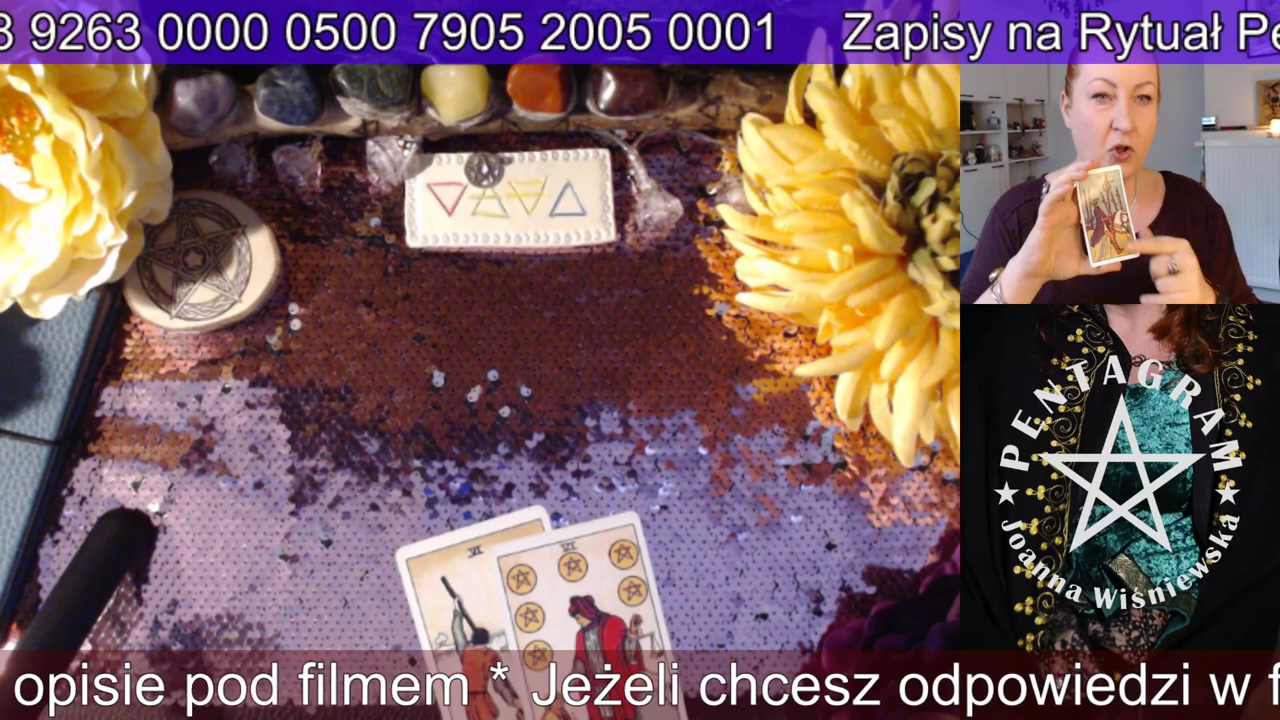 3 9263 0000 0500 7905 2005 0001 Zapisy na Rytuał Pe
PENTAGRAM
Joanna Wiśniewska
VI
opisie pod filmem * Jeżeli chcesz odpowiedzi w f